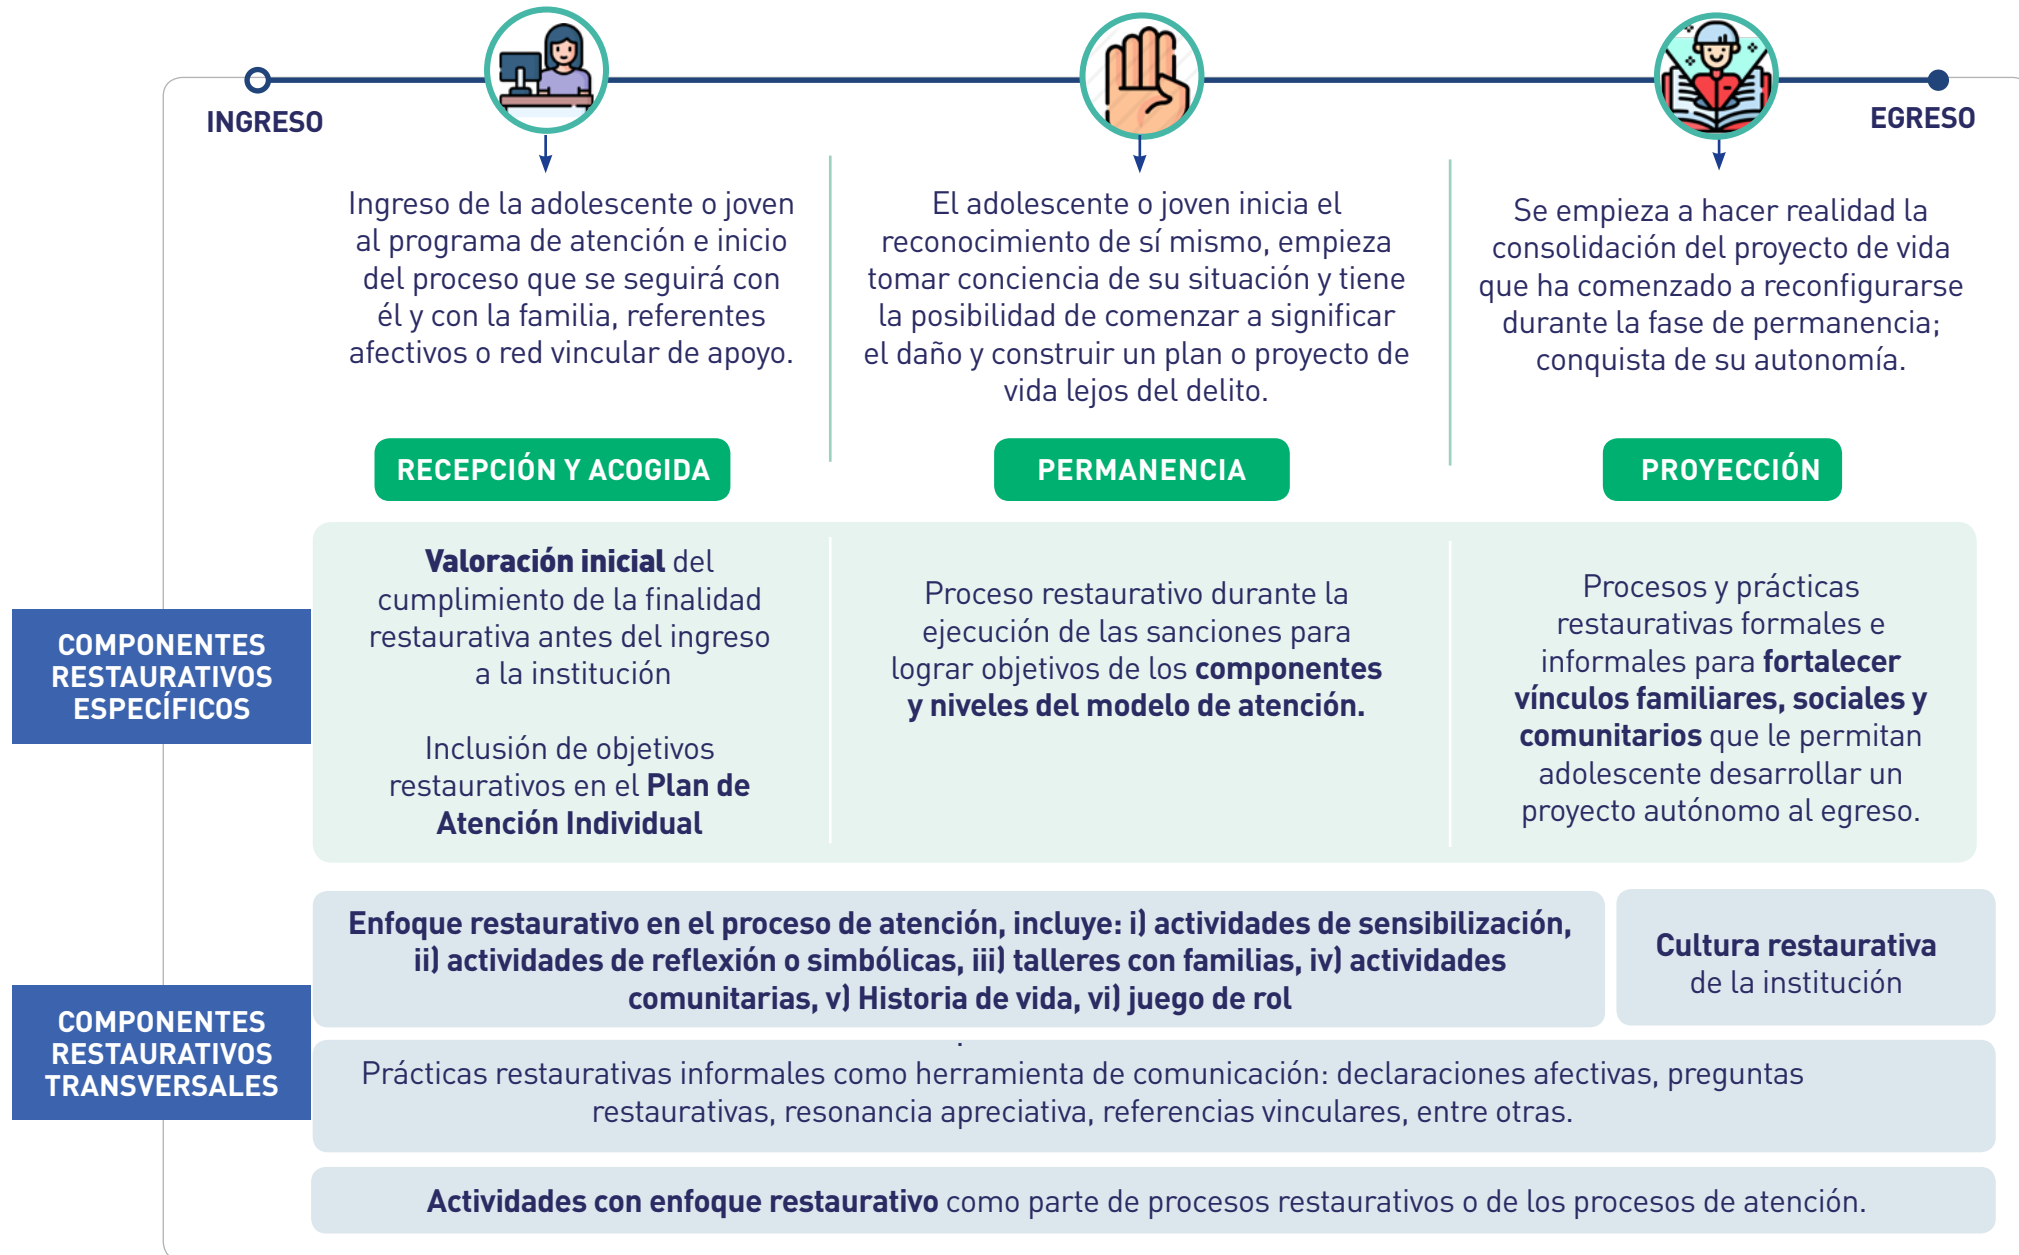 INGRESO
EGRESO
Ingreso de la adolescente o joven
al programa de atención e inicio
del proceso que se seguirá con
él y con la familia, referentes
afectivos o red vincular de apoyo.
El adolescente o joven inicia el
reconocimiento de sí mismo, empieza
tomar conciencia de su situación y tiene
la posibilidad de comenzar a significar
el daño y construir un plan o proyecto de
vida lejos del delito.
Se empieza a hacer realidad la
consolidación del proyecto de vida
que ha comenzado a reconfigurarse
durante la fase de permanencia;
conquista de su autonomía.
RECEPCIÓN Y ACOGIDA
PERMANENCIA
PROYECCIÓN
COMPONENTES
RESTAURATIVOS
ESPECÍFICOS
Valoración inicial del
cumplimiento de la finalidad
restaurativa antes del ingreso
a la institución
Inclusión de objetivos
restaurativos en el Plan de
Atención Individual
Proceso restaurativo durante la
ejecución de las sanciones para
lograr objetivos de los componentes
y niveles del modelo de atención.
Procesos y prácticas
restaurativas formales e
informales para fortalecer
vínculos familiares, sociales y
comunitarios que le permitan
adolescente desarrollar un
proyecto autónomo al egreso.
COMPONENTES
RESTAURATIVOS
TRANSVERSALES
Enfoque restaurativo en el proceso de atención, incluye: i) actividades de sensibilización,
ii) actividades de reflexión o simbólicas, iii) talleres con familias, iv) actividades
comunitarias, v) Historia de vida, vi) juego de rol
.
Cultura restaurativa
de la institución
Prácticas restaurativas informales como herramienta de comunicación: declaraciones afectivas, preguntas
restaurativas, resonancia apreciativa, referencias vinculares, entre otras.
Actividades con enfoque restaurativo como parte de procesos restaurativos o de los procesos de atención.